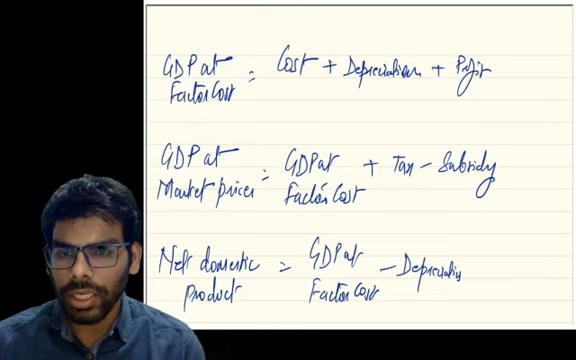 GDP at Factor Cost = Cost + Depreciation + Profit
GDP at Market prices = GDP at Factor Cost + Tax - Subsidy
Net domestic product = GDP at Factor Cost - Depreciation